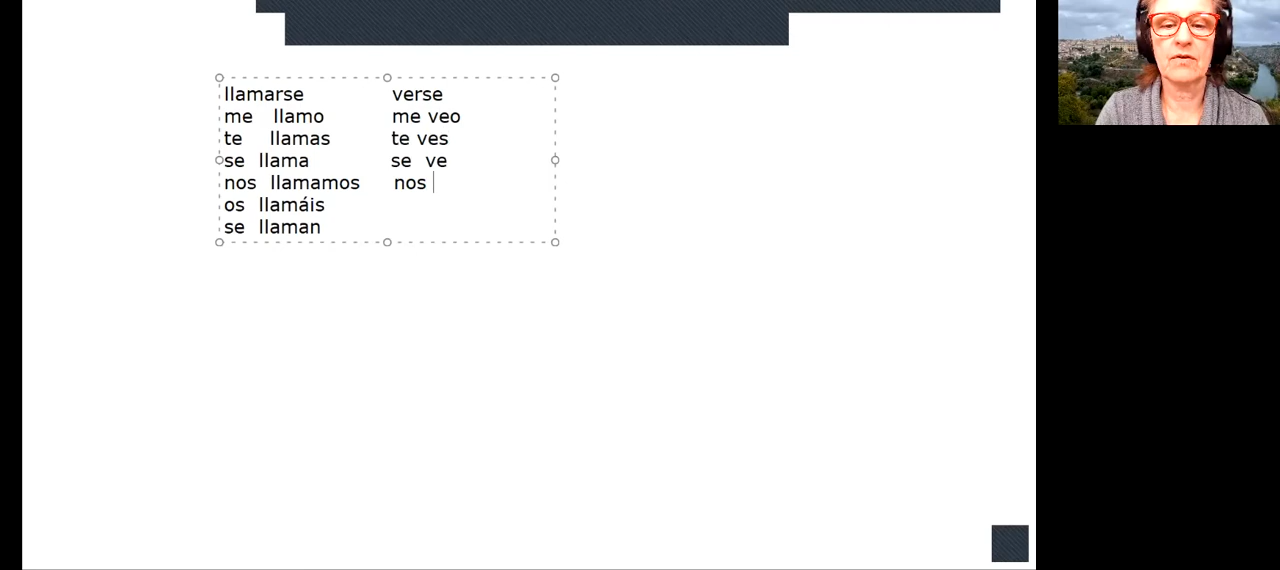 llamarse verse
me llamo me veo
te llamas te ves
se llama se ve
nos llamamos nos
os llamáis
se llaman